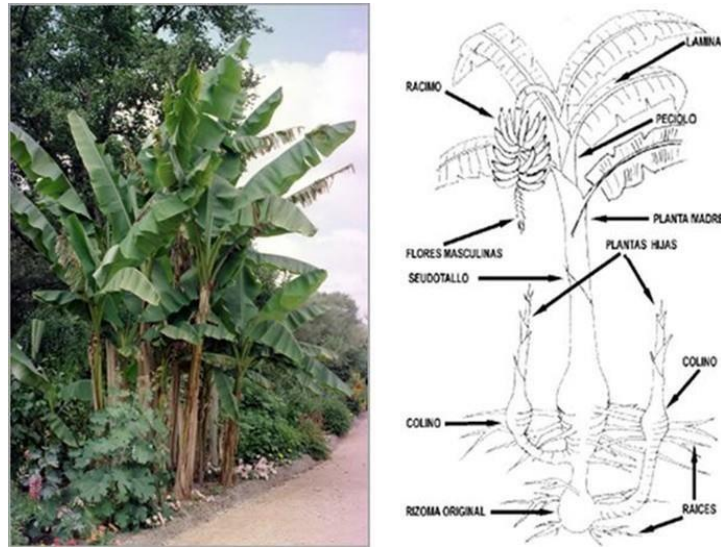 LAMINA
RACIMO
PECIOLO
PLANTA MADRE
FLORES MASCULINAS
PLANTAS HIJAS
SEUDOTALLO
COLINO
COLINO
RIZOMA ORIGINAL
RAICES